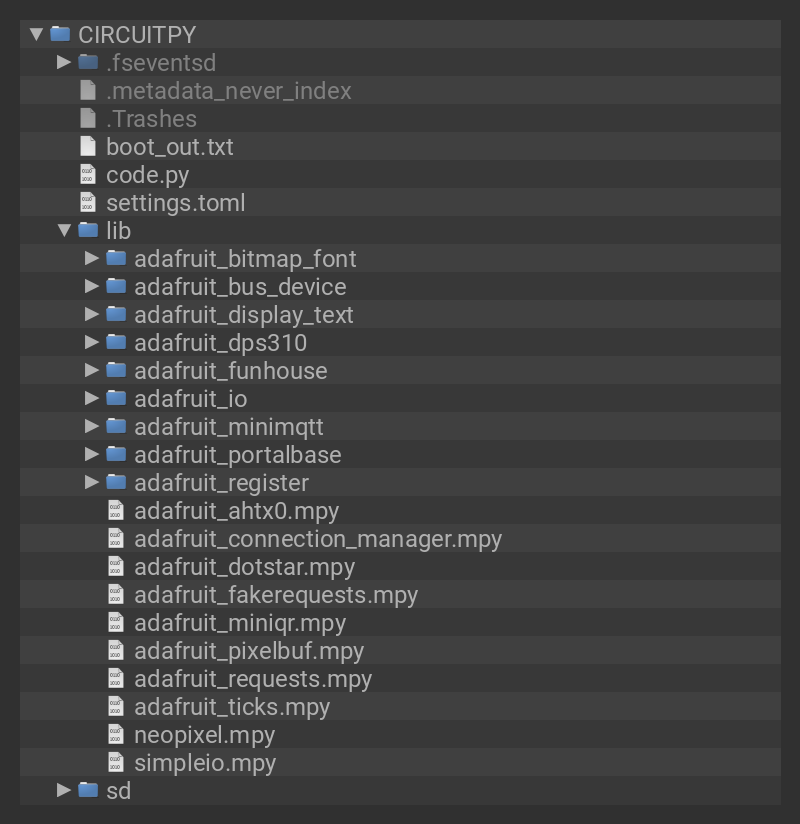 CIRCUITPY
.fseventsd
.metadata_never_index
.Trashes
boot_out.txt
code.py
settings.toml
lib
adafruit_bitmap_font
adafruit_bus_device
adafruit_display_text
adafruit_dps310
adafruit_funhouse
adafruit_io
adafruit_minimqtt
adafruit_portalbase
adafruit_register
adafruit_ahtx0.mpy
adafruit_connection_manager.mpy
adafruit_dotstar.mpy
adafruit_fakerequests.mpy
adafruit_miniqr.mpy
adafruit_pixelbuf.mpy
adafruit_requests.mpy
adafruit_ticks.mpy
neopixel.mpy
simpleio.mpy
sd